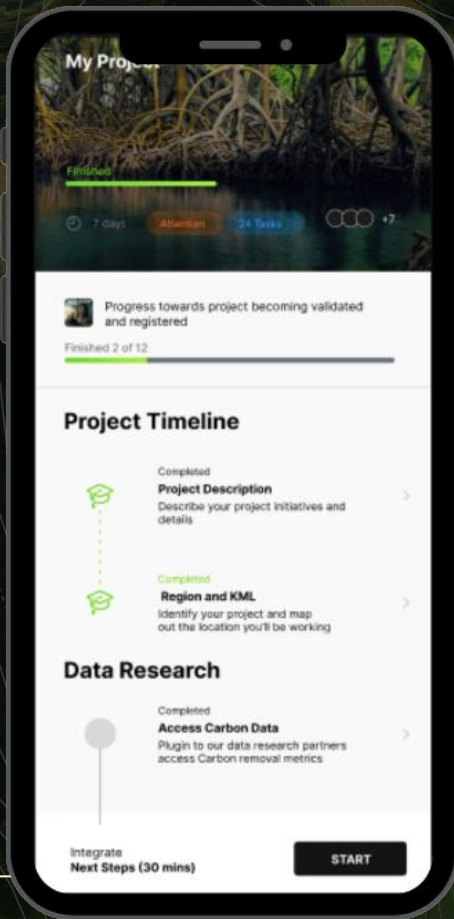 My Project
Finished
7 days
Attention
24 Tasks
+7
Progress towards project becoming validated
and registered
Finished 2 of 12
Project Timeline
Completed
Project Description
Describe your project initiatives and
details
Completed
Region and KML
Identify your project and map
out the location you'll be working
Data Research
Completed
Access Carbon Data
Plugin to our data research partners
access Carbon removal metrics
Integrate
Next Steps (30 mins)
START